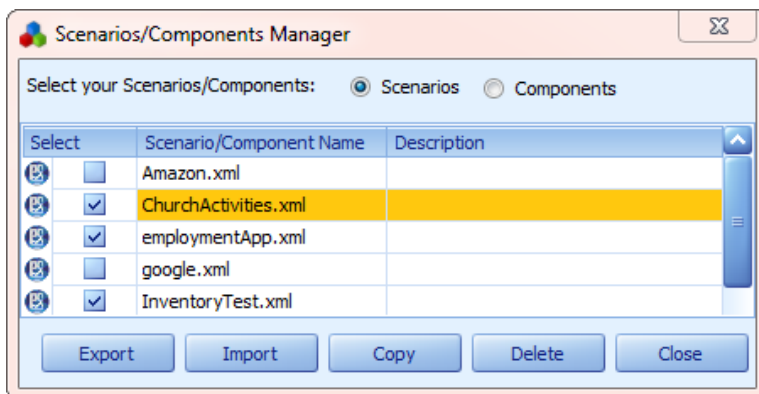 Scenarios/Components Manager
Select your Scenarios/Components: Scenarios Components
Select Scenario/Component Name Description
Amazon.xml
ChurchActivities.xml
employmentApp.xml
google.xml
InventoryTest.xml
Export Import Copy Delete Close